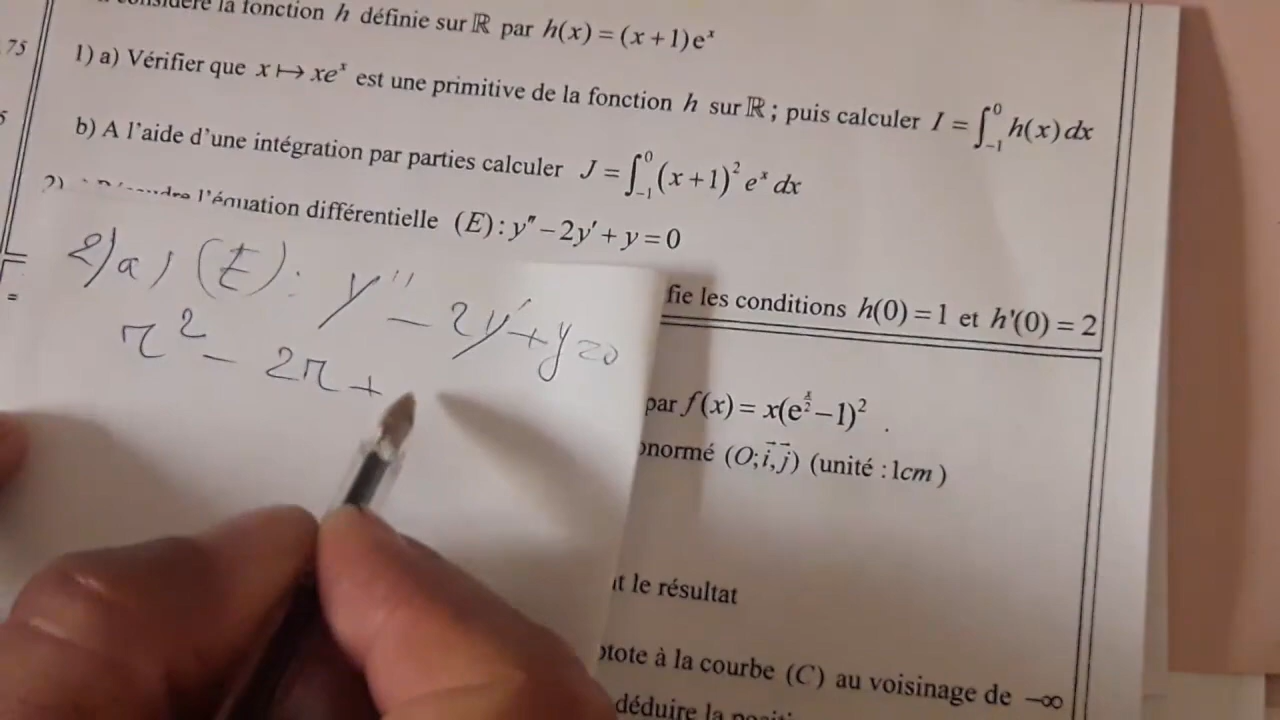 la fonction h définie sur ℝ par h(x) = (x+1)eˣ
75
1) a) Vérifier que x ↦ xeˣ est une primitive de la fonction h sur ℝ ; puis calculer I = ∫₋₁⁰ h(x) dx
5
b) A l'aide d'une intégration par parties calculer J = ∫₋₁⁰ (x+1)² eˣ dx
2) l'équation différentielle (E) : y″ − 2y′ + y = 0
2) a) (E) : y″ − 2y′ + y = 0
r² − 2r +
fie les conditions h(0) = 1 et h'(0) = 2
par f(x) = x(e^(x/2) − 1)² .
onormé (O; i⃗, j⃗) (unité : 1cm )
t le résultat
ptote à la courbe (C) au voisinage de −∞
déduire la